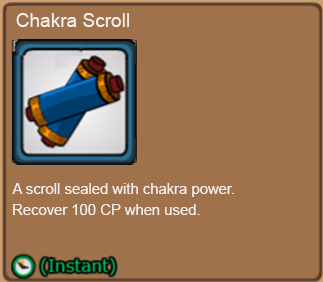 Chakra Scroll
A scroll sealed with chakra power.
Recover 100 CP when used.
(Instant)